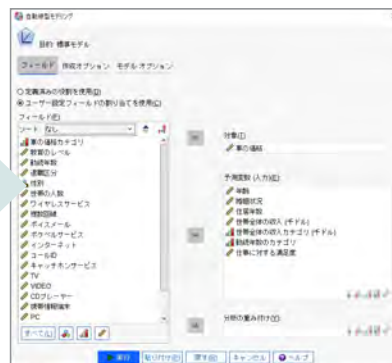 自動線型モデリング
目的: 標準モデル
フィールド 作成オプション モデル オプション
定義済みの役割を使用(D)
ユーザー設定フィールドの割り当てを使用(C)
フィールド(F):
ソート: なし
車の価格カテゴリ
教育のレベル
勤続年数
退職区分
性別
世帯の人数
ワイヤレスサービス
複数回線
ボイスメール
ポケベルサービス
インターネット
コールID
キャッチホンサービス
TV
VIDEO
CDプレーヤー
携帯情報端末
PC
すべて(L)
対象(T):
車の価格
予測変数 (入力)(E):
年齢
婚姻状況
住居年数
世帯全体の収入 (千ドル)
世帯全体の収入カテゴリ (千ドル)
勤続年数のカテゴリ
仕事に対する満足度
分析の重み付け(Y):
実行 貼り付け(P) 戻す(R) キャンセル ヘルプ